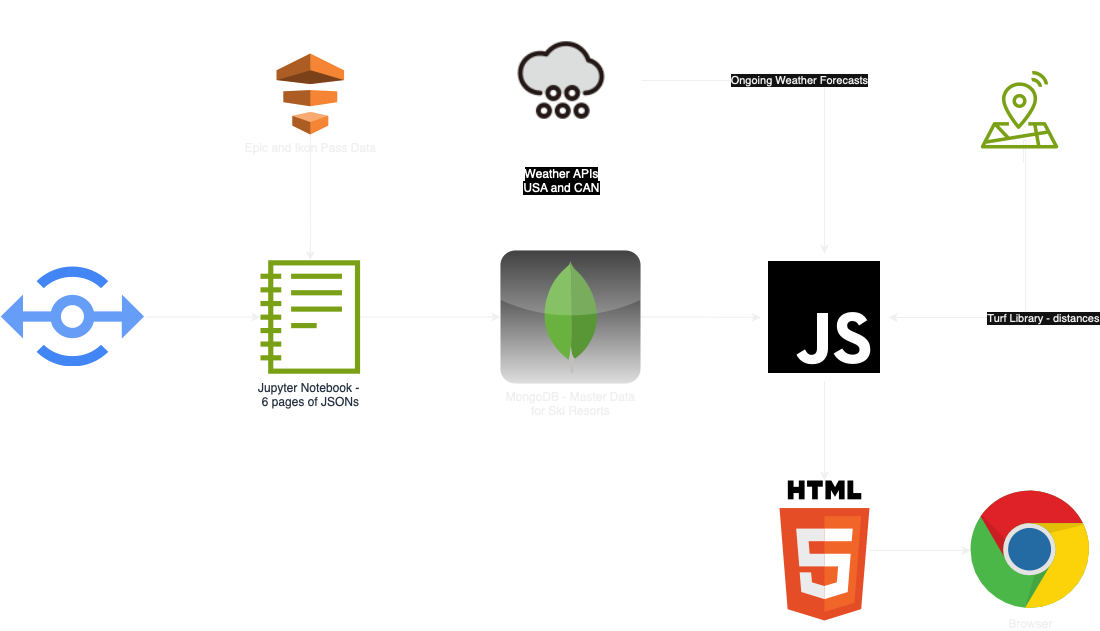 Ongoing Weather Forecasts
Epic and Ikon Pass Data
Weather APIs
USA and CAN
Turf Library - distances
JS
Jupyter Notebook -
6 pages of JSONs
MongoDB - Master Data
for Ski Resorts
HTML
5
Browser